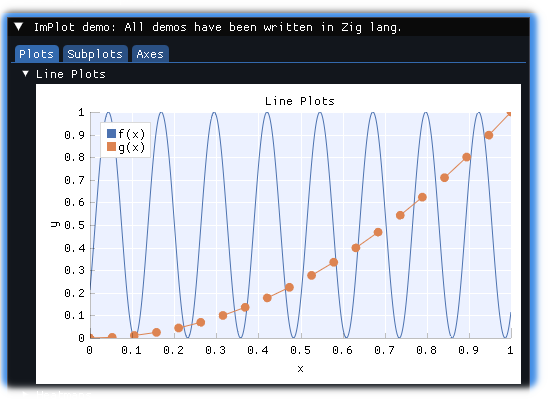 ImPlot demo: All demos have been written in Zig lang.
Plots Subplots Axes
Line Plots
Line Plots
f(x)
g(x)
y
1
0.9
0.8
0.7
0.6
0.5
0.4
0.3
0.2
0.1
0
0 0.1 0.2 0.3 0.4 0.5 0.6 0.7 0.8 0.9 1
x